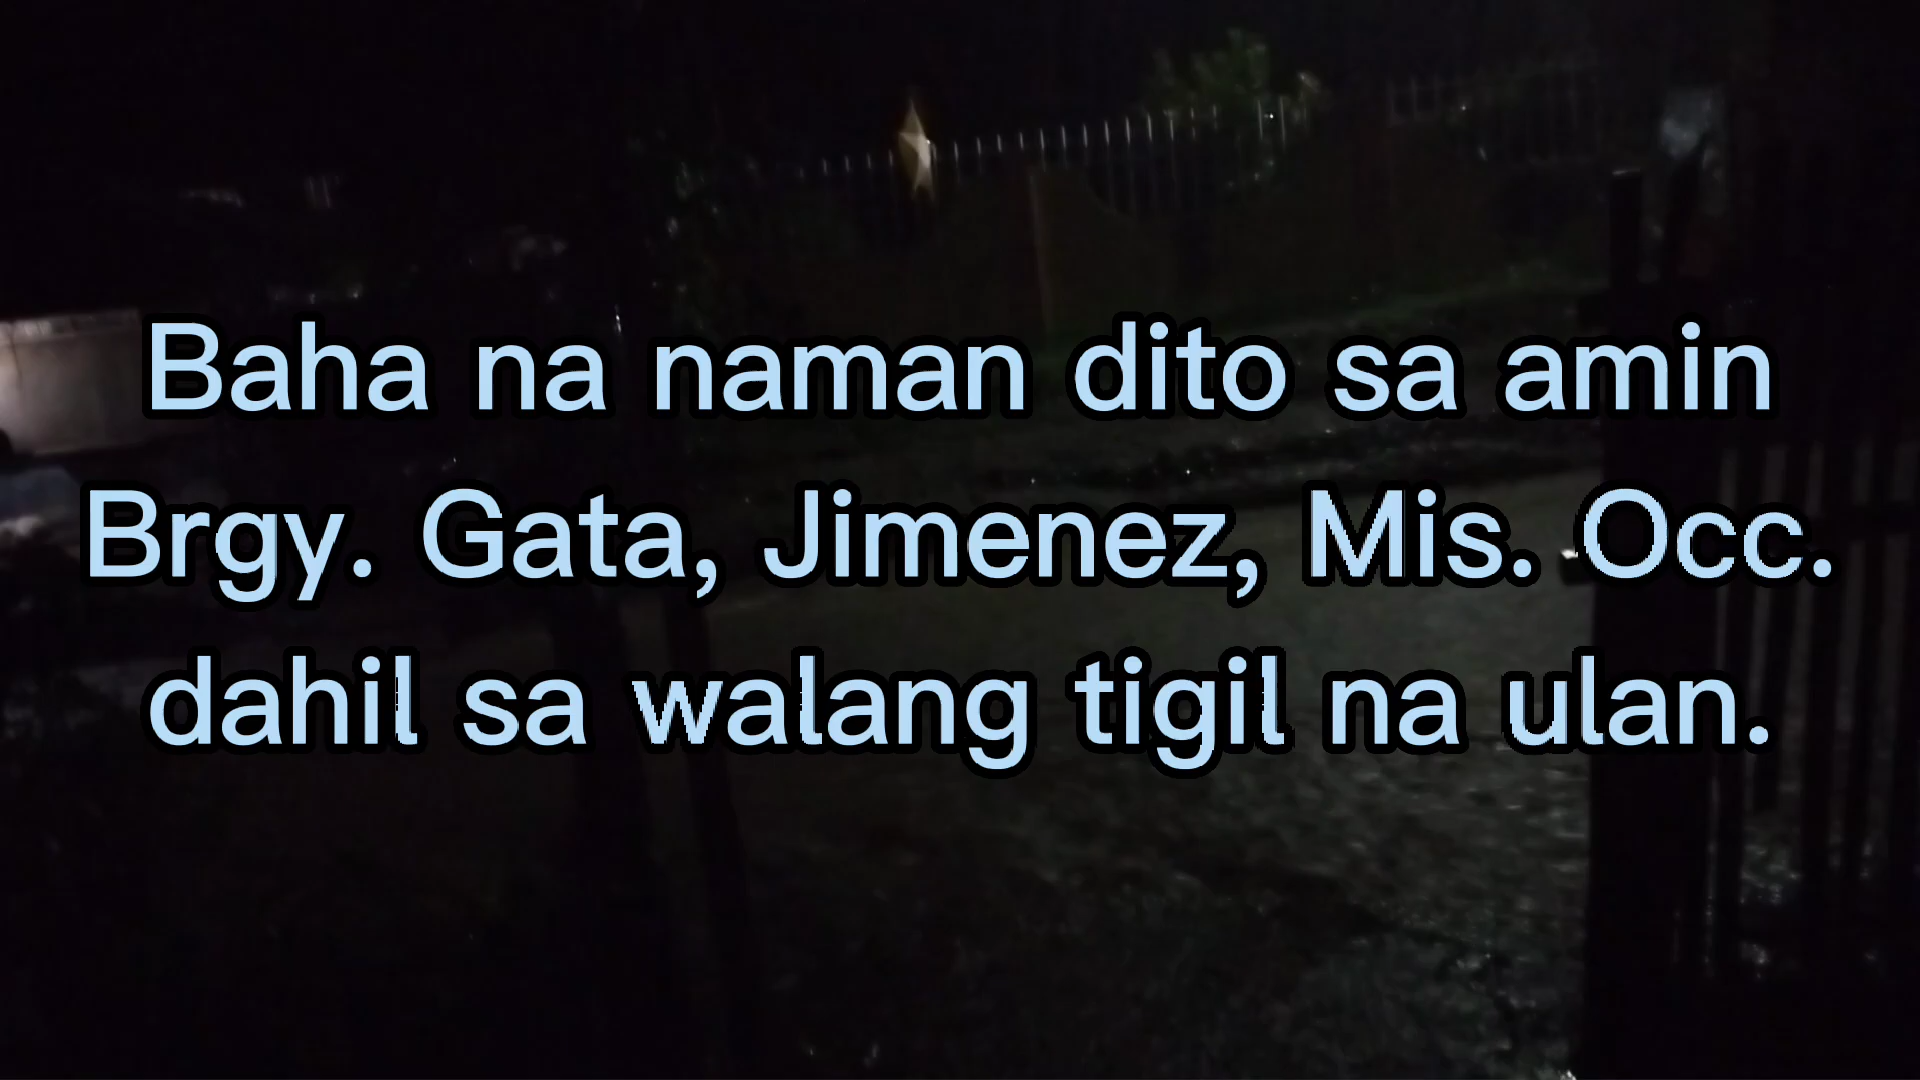 Baha na naman dito sa amin
Brgy. Gata, Jimenez, Mis. Occ.
dahil sa walang tigil na ulan.